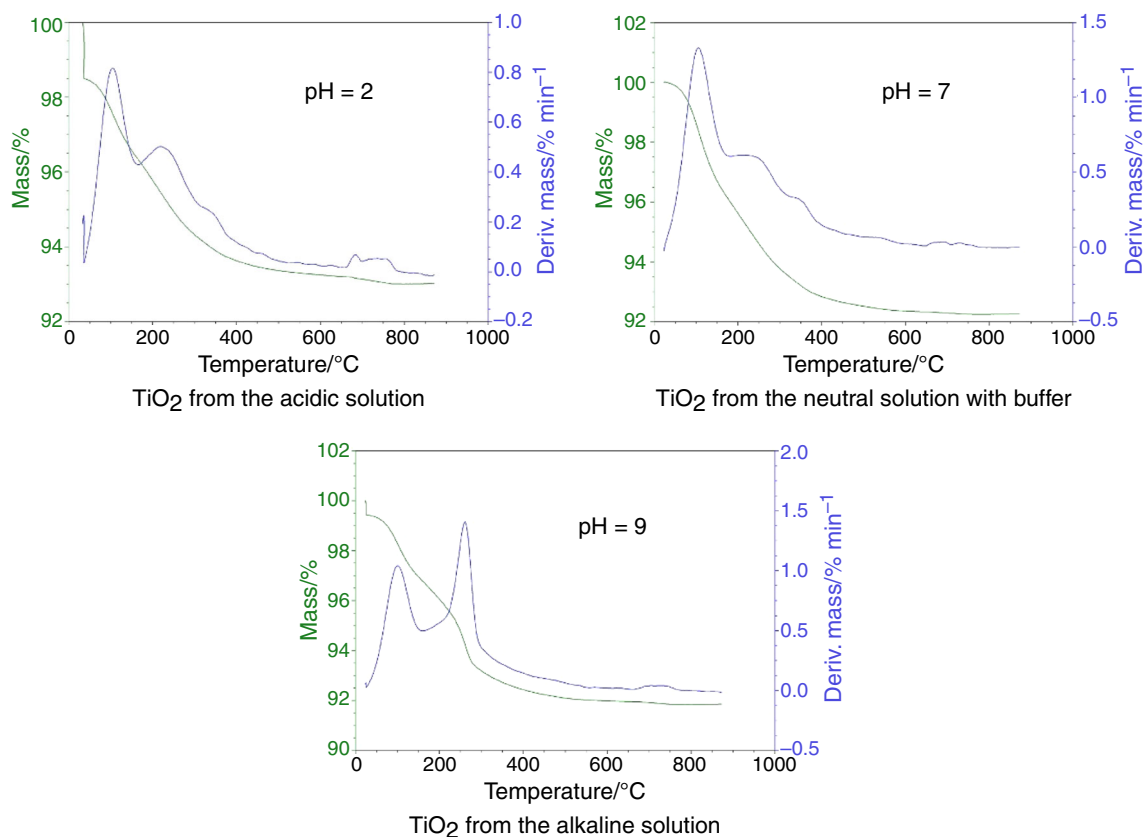 100
98
96
94
92
Mass/%
pH = 2
1.0
0.8
0.6
0.4
0.2
0.0
–0.2
Deriv. mass/% min–1
0 200 400 600 800 1000
Temperature/°C
TiO2 from the acidic solution
102
100
98
96
94
92
Mass/%
pH = 7
1.5
1.0
0.5
0.0
–0.5
Deriv. mass/% min–1
0 200 400 600 800 1000
Temperature/°C
TiO2 from the neutral solution with buffer
102
100
98
96
94
92
90
Mass/%
pH = 9
2.0
1.5
1.0
0.5
0.0
–0.5
Deriv. mass/% min–1
0 200 400 600 800 1000
Temperature/°C
TiO2 from the alkaline solution